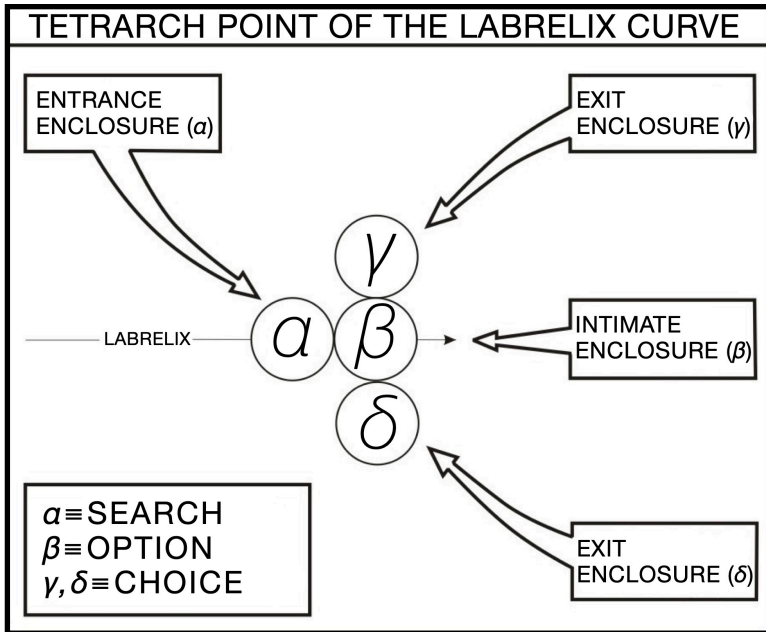 TETRARCH POINT OF THE LABRELIX CURVE
ENTRANCE
ENCLOSURE (α)
EXIT
ENCLOSURE (γ)
γ
LABRELIX
α
β
INTIMATE
ENCLOSURE (β)
δ
α≡SEARCH
β≡OPTION
γ,δ≡CHOICE
EXIT
ENCLOSURE (δ)